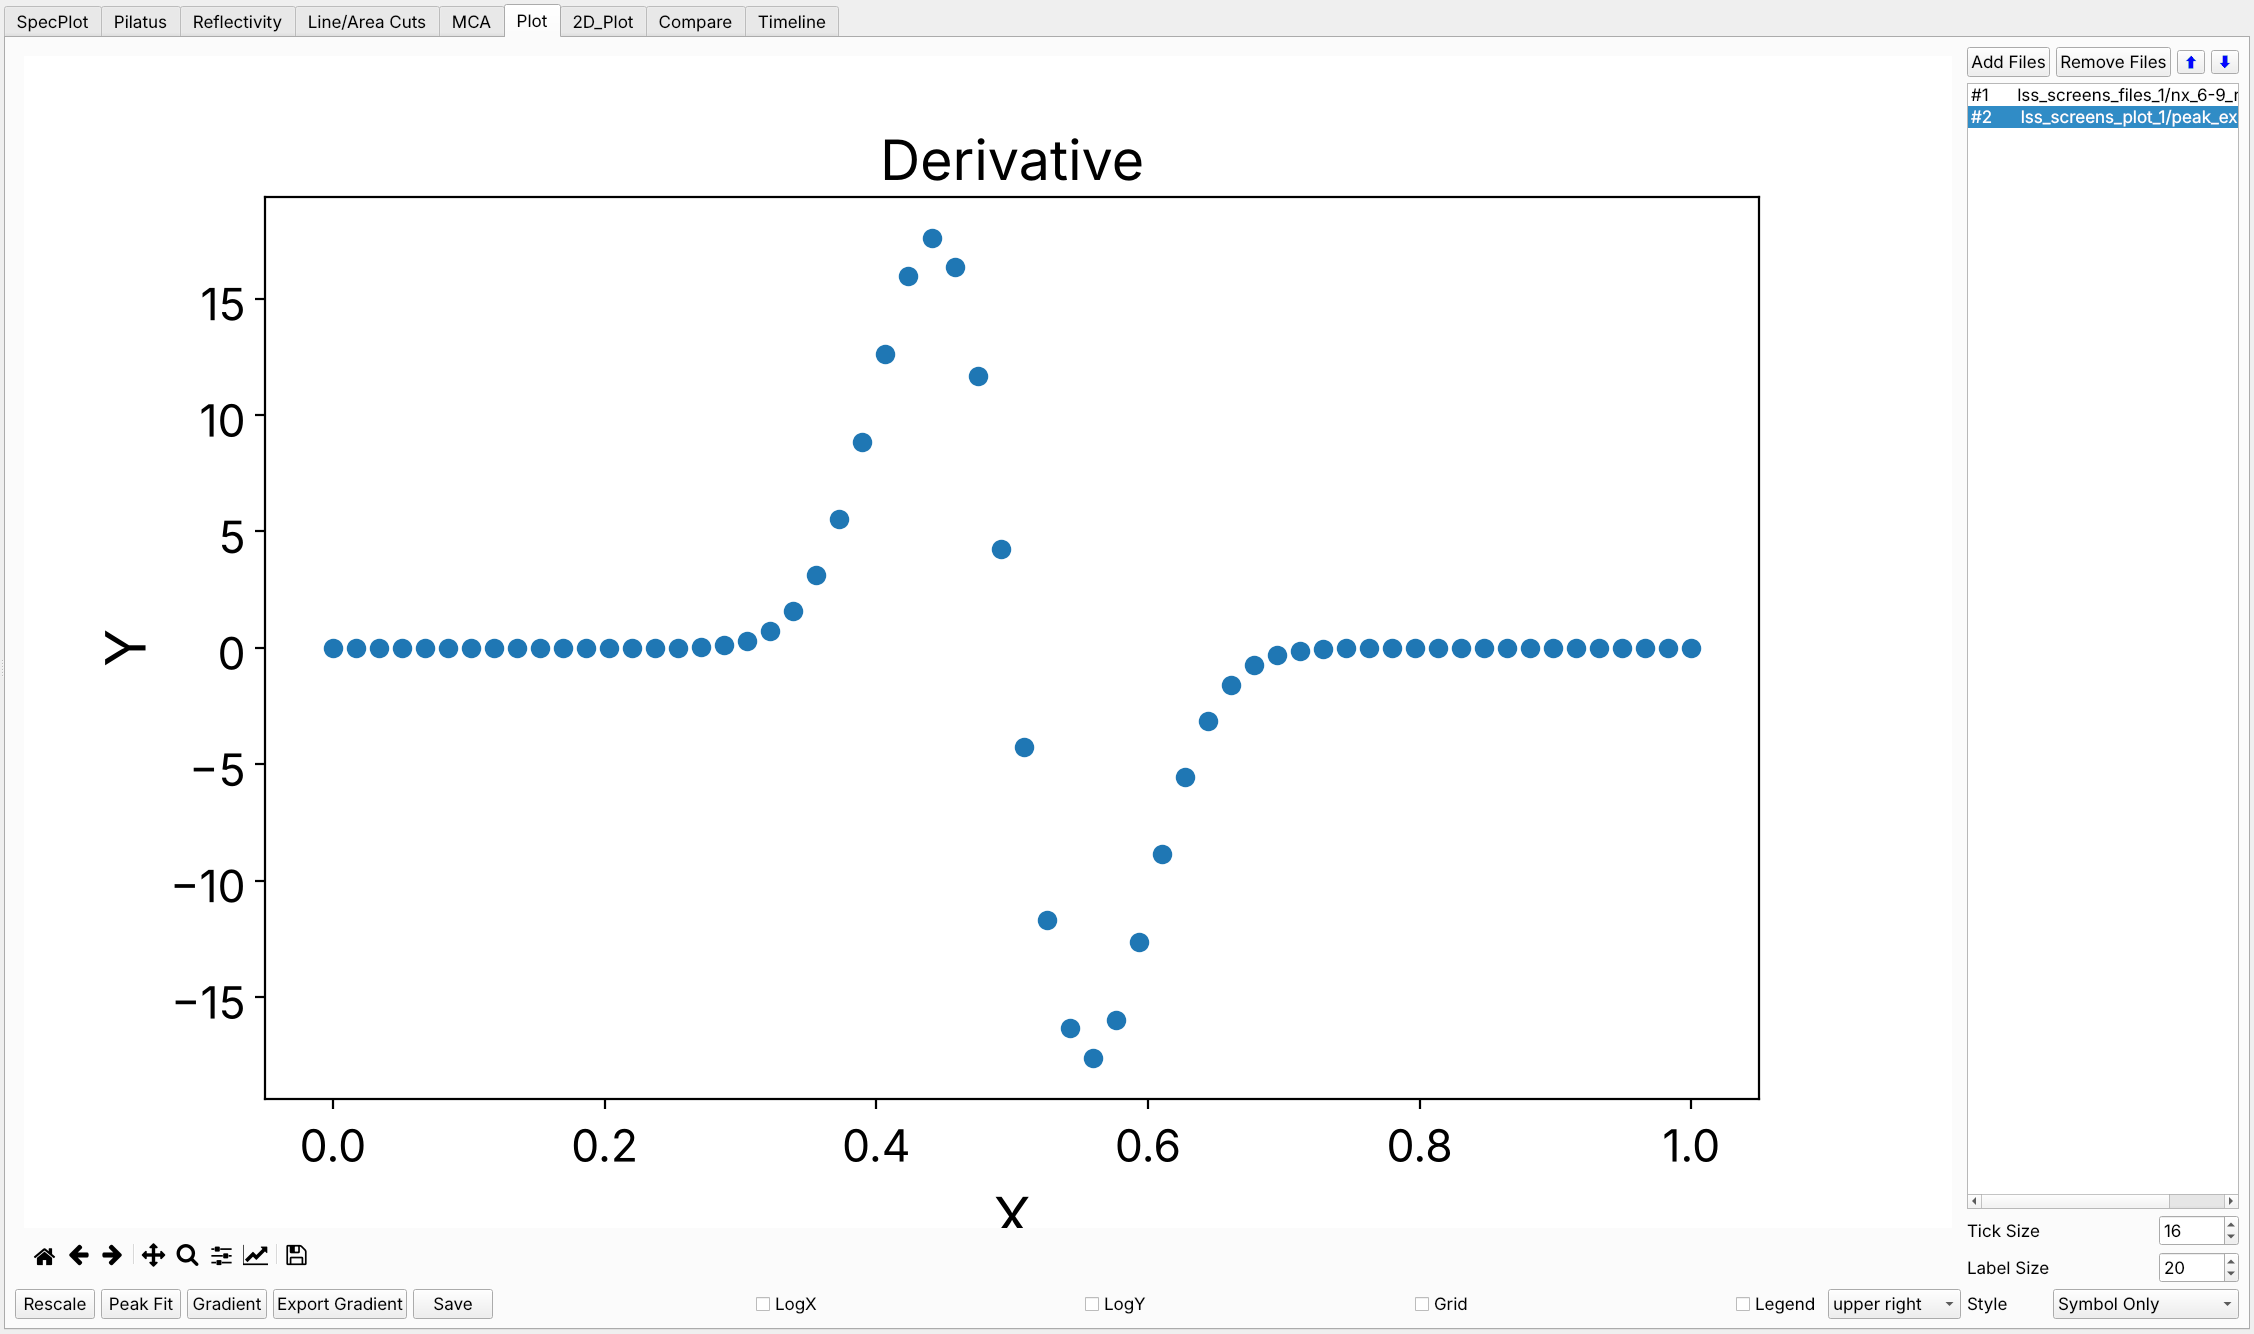 SpecPlot Pilatus Reflectivity Line/Area Cuts MCA Plot 2D_Plot Compare Timeline
Add Files Remove Files
#1 lss_screens_files_1/nx_6-9_
#2 lss_screens_plot_1/peak_ex
Derivative
15
10
5
0
−5
−10
−15
Y
0.0 0.2 0.4 0.6 0.8 1.0
X
Tick Size 16
Label Size 20
Rescale Peak Fit Gradient Export Gradient Save LogX LogY Grid Legend upper right Style Symbol Only